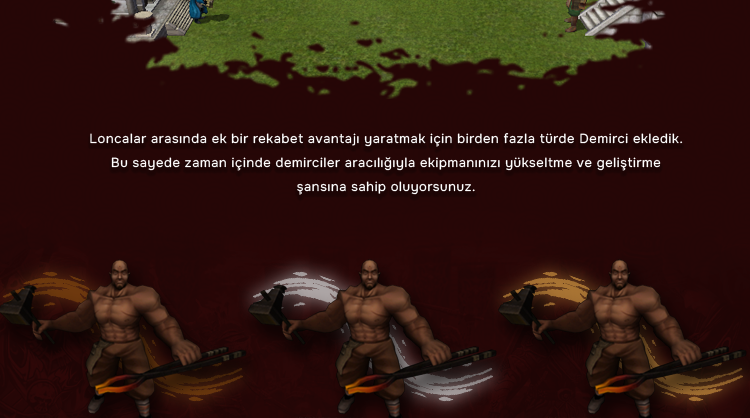 Loncalar arasında ek bir rekabet avantajı yaratmak için birden fazla türde Demirci ekledik.
Bu sayede zaman içinde demirciler aracılığıyla ekipmanınızı yükseltme ve geliştirme
şansına sahip oluyorsunuz.